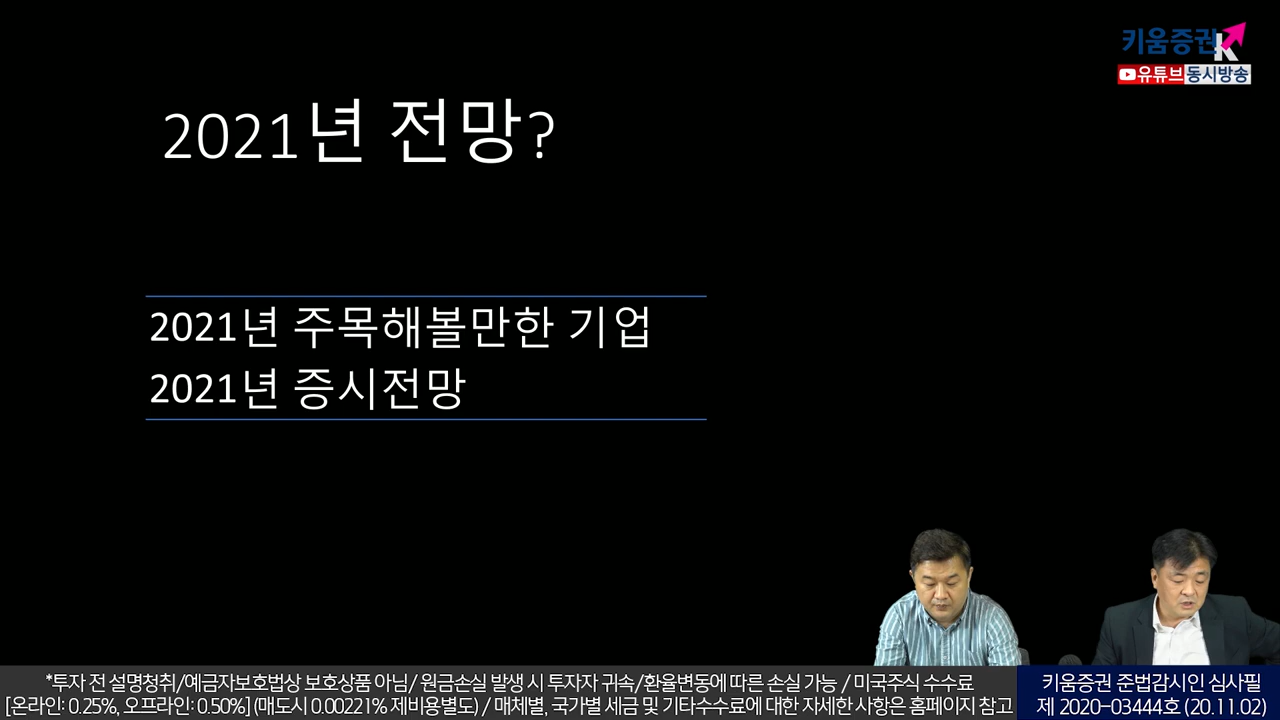 키움증권K
유튜브동시방송
2021년 전망?
2021년 주목해볼만한 기업
2021년 증시전망
*투자 전 설명청취/예금자보호법상 보호상품 아님/ 원금손실 발생 시 투자자 귀속/환율변동에 따른 손실 가능 / 미국주식 수수료
[온라인: 0.25%, 오프라인: 0.50%] (매도시 0.00221% 제비용별도) / 매체별, 국가별 세금 및 기타수수료에 대한 자세한 사항은 홈페이지 참고
키움증권 준법감시인 심사필
제 2020-03444호 (20.11.02)